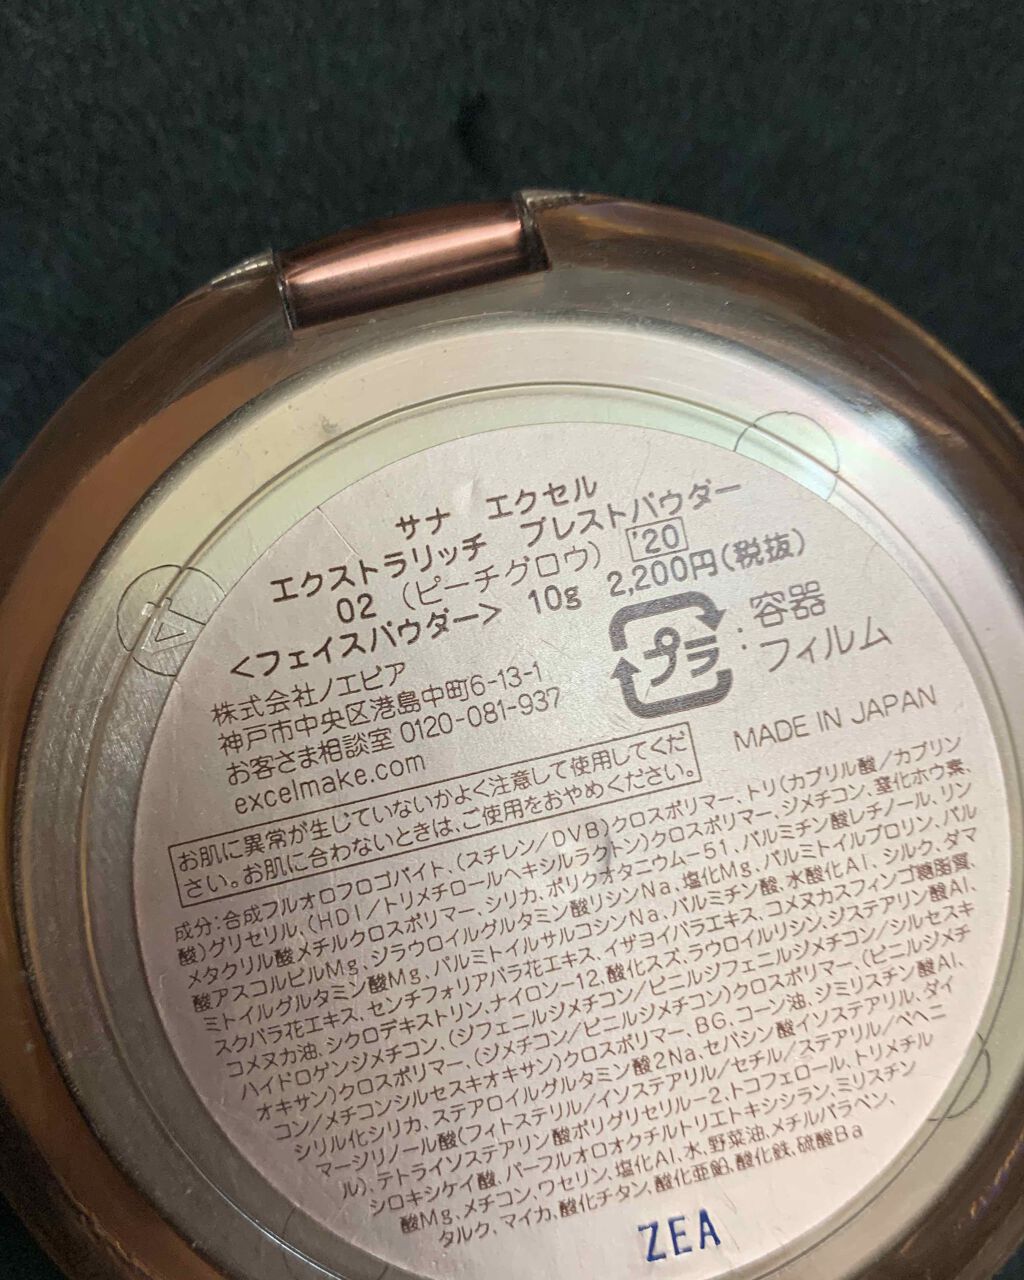 サナ エクセル
エクストラリッチ プレストパウダー
02 (ピーチグロウ) '20
<フェイスパウダー> 10g 2,200円(税抜)
株式会社ノエビア
神戸市中央区港島中町6-13-1
お客さま相談室 0120-081-937
excelmake.com
プラ : 容器
フィルム
MADE IN JAPAN
お肌に異常が生じていないかよく注意して使用してくだ
さい。お肌に合わないときは、ご使用をおやめください。
成分:合成フルオロフロゴパイト、(スチレン/DVB)クロスポリマー、トリ(カプリル酸/カプリン
酸)グリセリル、(HDI/トリメチロールヘキシルラクトン)クロスポリマー、ジメチコン、窒化ホウ素、
メタクリル酸メチルクロスポリマー、シリカ、ポリクオタニウム-51、パルミチン酸レチノール、リン
酸アスコルビルMg、ジラウロイルグルタミン酸リシンNa、塩化Mg、パルミトイルプロリン、パル
ミトイルグルタミン酸Mg、パルミトイルサルコシンNa、パルミチン酸、水酸化Al、シルク、ダマ
スクバラ花エキス、センチフォリアバラ花エキス、イザヨイバラエキス、コメヌカスフィンゴ糖脂質、
コメヌカ油、シクロデキストリン、ナイロン-12、酸化スズ、ラウロイルリシン、ジステアリン酸Al、
ハイドロゲンジメチコン、(ジフェニルジメチコン/ビニルジフェニルジメチコン/シルセスキ
オキサン)クロスポリマー、(ジメチコン/ビニルジメチコン)クロスポリマー、(ビニルジメチ
コン/メチコンシルセスキオキサン)クロスポリマー、BG、コーン油、ジミリスチン酸Al、
シリル化シリカ、ステアロイルグルタミン酸2Na、セバシン酸イソステアリル、ダイ
マージリノール酸(フィトステリル/イソステアリル/セチル/ステアリル/ベヘニ
ル)、テトライソステアリン酸ポリグリセリル-2、トコフェロール、トリメチル
シロキシケイ酸、パーフルオロオクチルトリエトキシシラン、ミリスチン
酸Mg、メチコン、ワセリン、塩化Al、水、野菜油、メチルパラベン、
タルク、マイカ、酸化チタン、酸化亜鉛、酸化鉄、硫酸Ba
ZEA